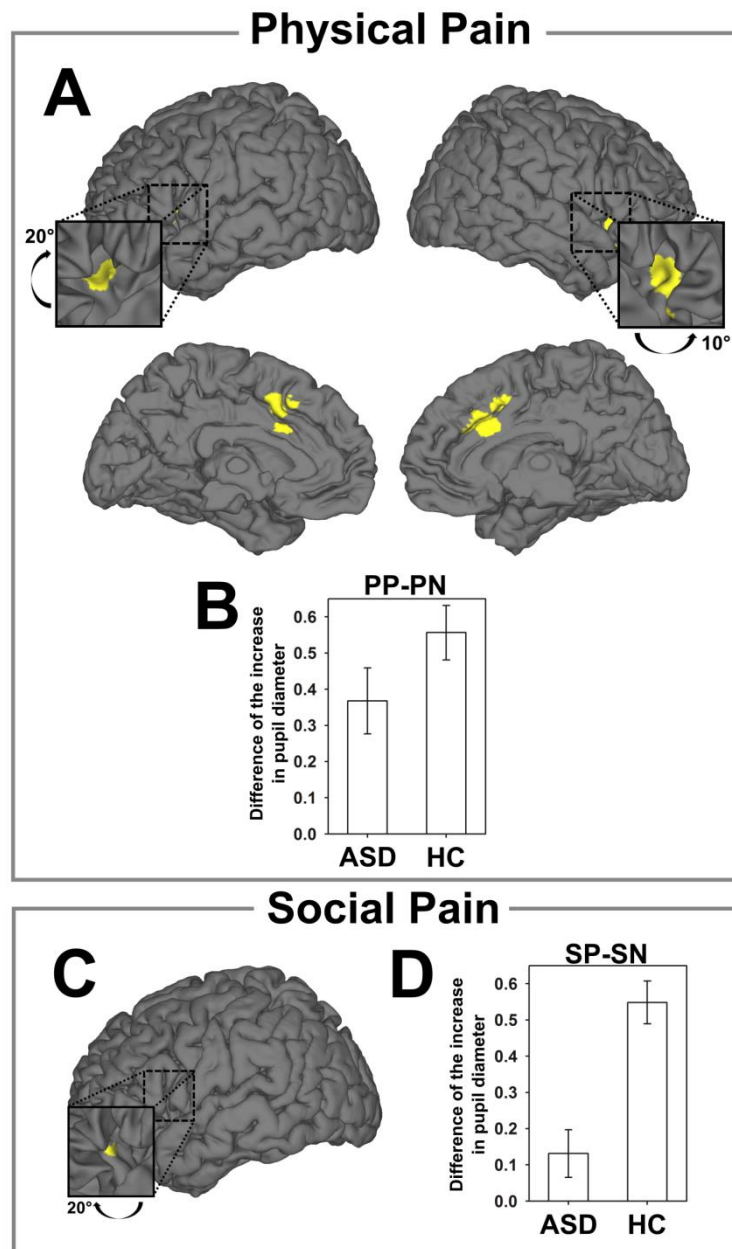 Physical Pain
A
20°
10°
B
PP-PN
Difference of the increase
in pupil diameter
0.6
0.5
0.4
0.3
0.2
0.1
0.0
ASD HC
Social Pain
C
20°
D
SP-SN
Difference of the increase
in pupil diameter
0.6
0.5
0.4
0.3
0.2
0.1
0.0
ASD HC